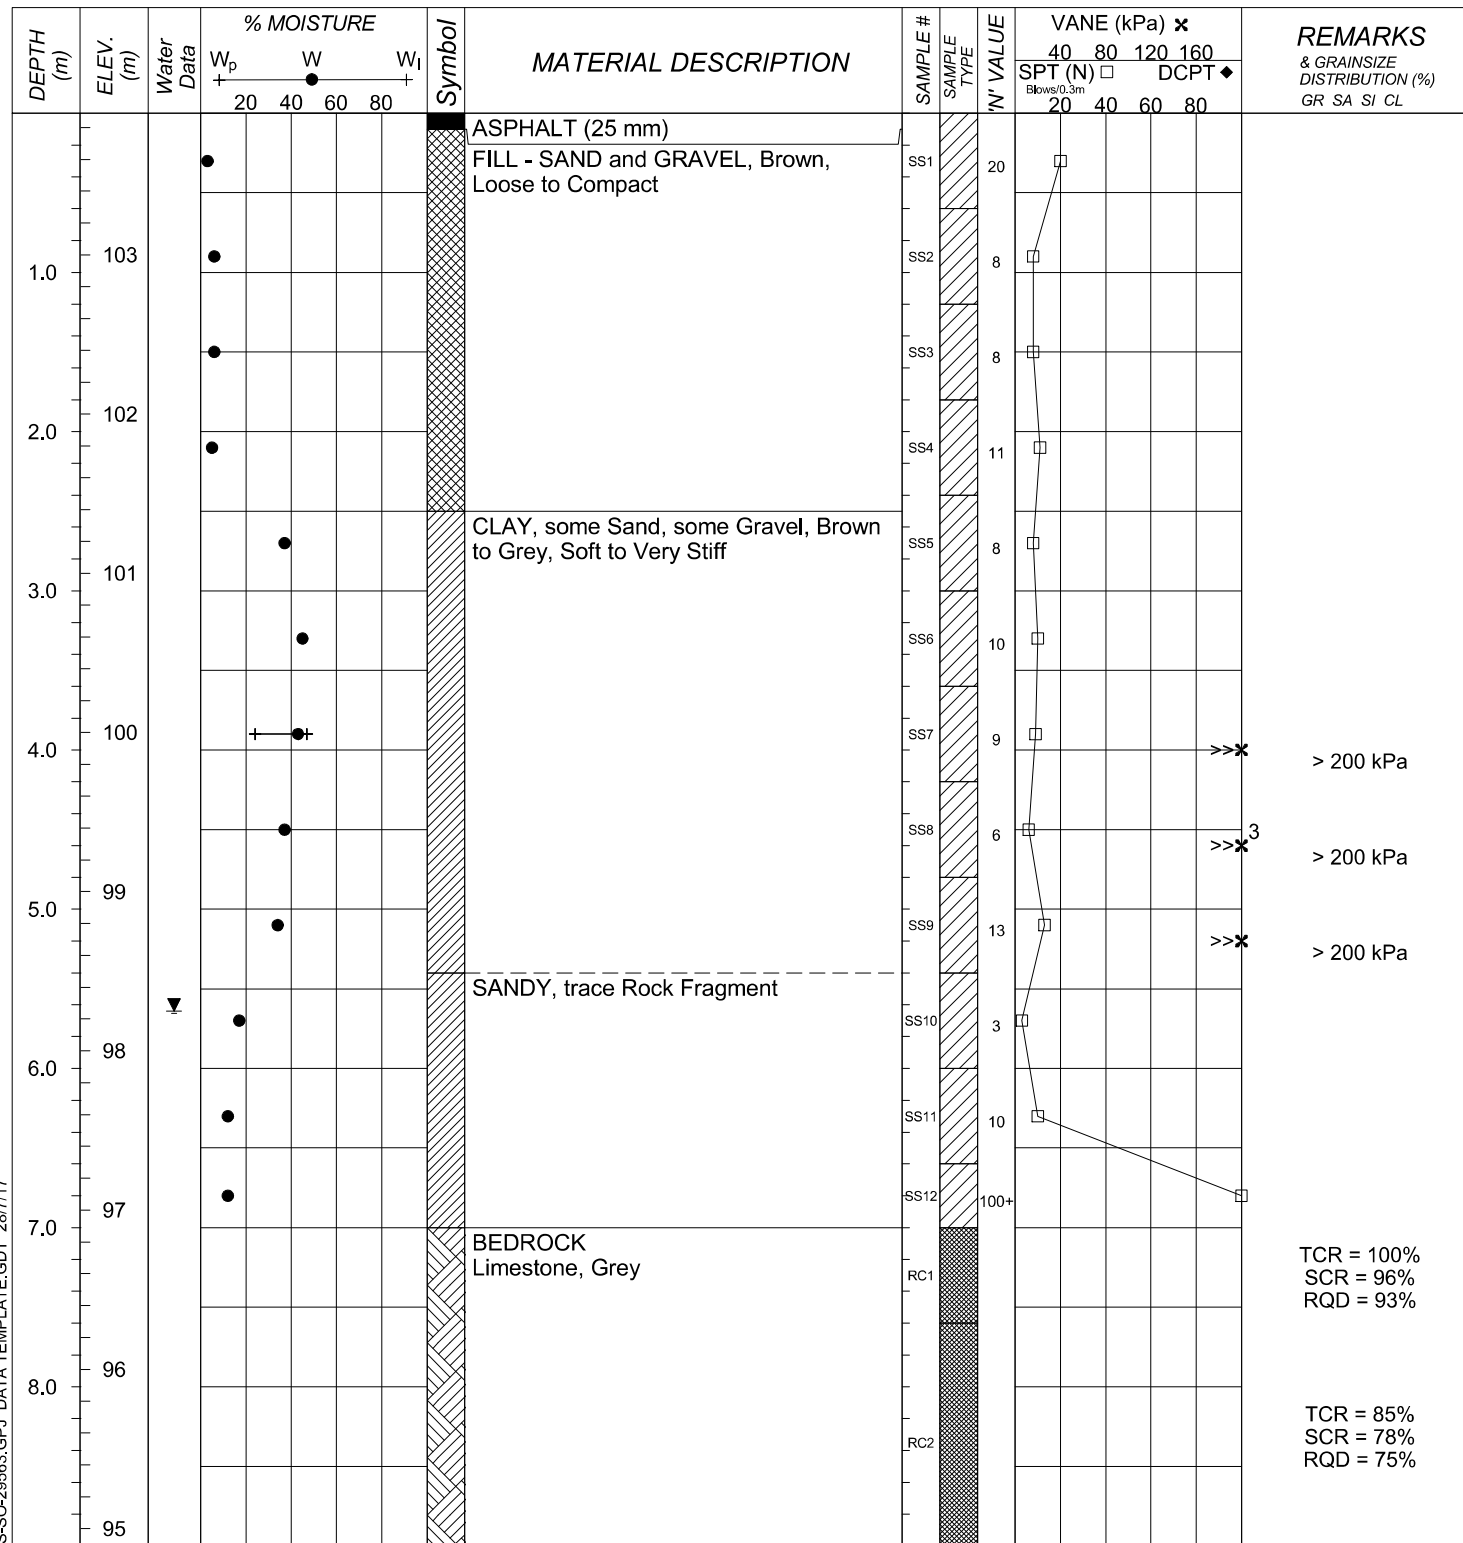 DEPTH (m)
ELEV. (m)
Water Data
% MOISTURE
Wp W Wl
20 40 60 80
Symbol
MATERIAL DESCRIPTION
SAMPLE #
SAMPLE TYPE
'N' VALUE
VANE (kPa) ✖
40 80 120 160
SPT (N) □ DCPT ◆
Blows/0.3m
20 40 60 80
REMARKS
& GRAINSIZE
DISTRIBUTION (%)
GR SA SI CL
ASPHALT (25 mm)
FILL - SAND and GRAVEL, Brown,
Loose to Compact
SS1 20
103 SS2 8
1.0
SS3 8
102
2.0
SS4 11
CLAY, some Sand, some Gravel, Brown
to Grey, Soft to Very Stiff
SS5 8
101
3.0
SS6 10
100 SS7 9
4.0 >>✖
> 200 kPa
SS8 6 3
>>✖
> 200 kPa
99
5.0
SS9 13
>>✖
> 200 kPa
SANDY, trace Rock Fragment
SS10 3
98
6.0
SS11 10
SS12 100+
97
7.0
BEDROCK
Limestone, Grey
RC1
TCR = 100%
SCR = 96%
RQD = 93%
96
8.0
TCR = 85%
SCR = 78%
RQD = 75%
RC2
95
DATA TEMPLATE.GDT